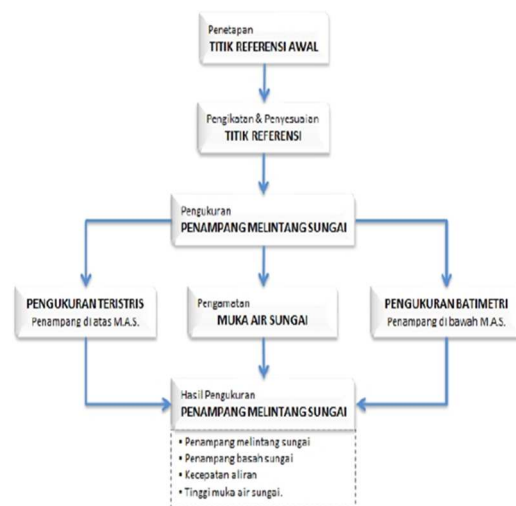 Penetapan
TITIK REFERENSI AWAL
Pengikatan & Penyesuaian
TITIK REFERENSI
Pengukuran
PENAMPANG MELINTANG SUNGAI
PENGUKURAN TERISTRIS
Penampang di atas M.A.S.
Pengamatan
MUKA AIR SUNGAI
PENGUKURAN BATIMETRI
Penampang di bawah M.A.S.
Hasil Pengukuran
PENAMPANG MELINTANG SUNGAI
• Penampang melintang sungai
• Penampang basah sungai
• Kecepatan aliran
• Tinggi muka air sungai.